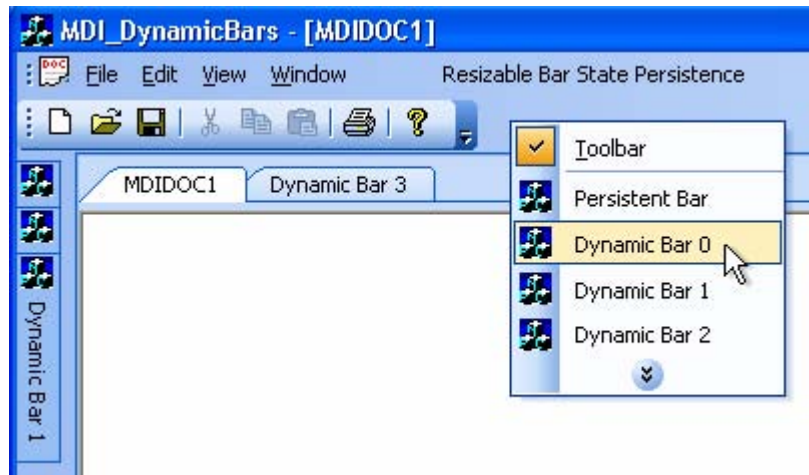 MDI_DynamicBars - [MDIDOC1]
DOC File Edit View Window Resizable Bar State Persistence
MDIDOC1 Dynamic Bar 3
Toolbar
Persistent Bar
Dynamic Bar 0
Dynamic Bar 1
Dynamic Bar 2
Dynamic Bar 1